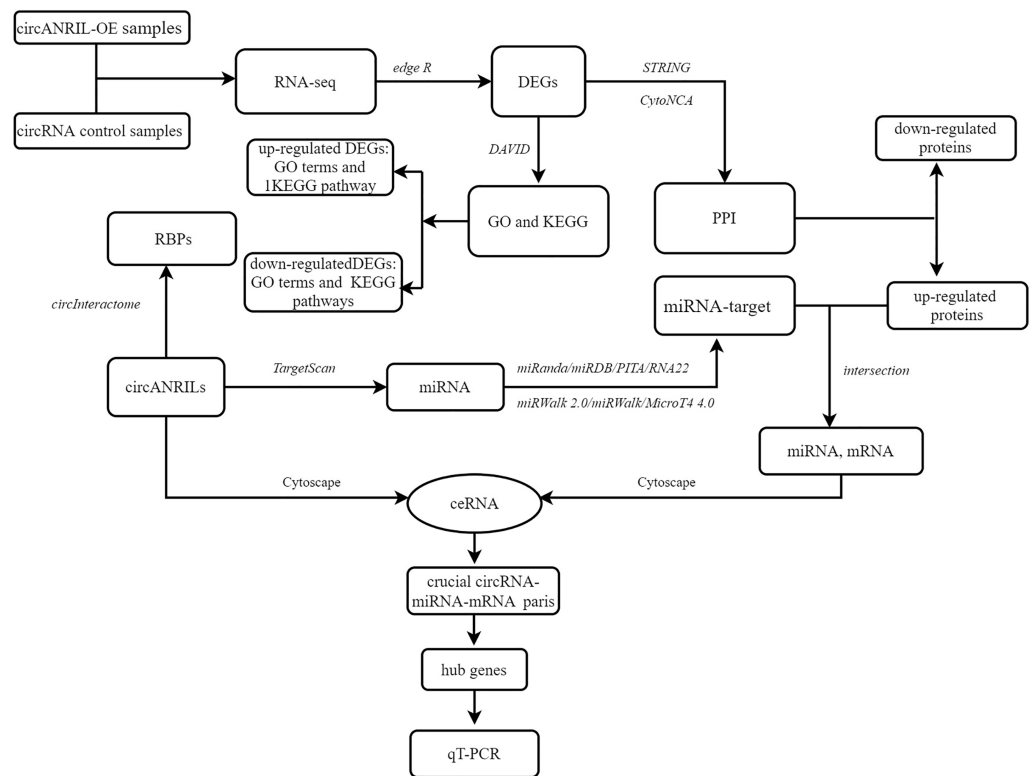 circANRIL-OE samples
circRNA control samples
RNA-seq
edge R
DEGs
STRING
CytoNCA
down-regulated
proteins
DAVID
up-regulated DEGs:
GO terms and
1KEGG pathway
GO and KEGG
PPI
RBPs
down-regulatedDEGs:
GO terms and KEGG
pathways
circInteractome
miRNA-target
up-regulated
proteins
circANRILs
TargetScan
miRNA
miRanda/miRDB/PITA/RNA22
miRWalk 2.0/miRWalk/MicroT4 4.0
intersection
miRNA, mRNA
Cytoscape
ceRNA
Cytoscape
crucial circRNA-
miRNA-mRNA paris
hub genes
qT-PCR